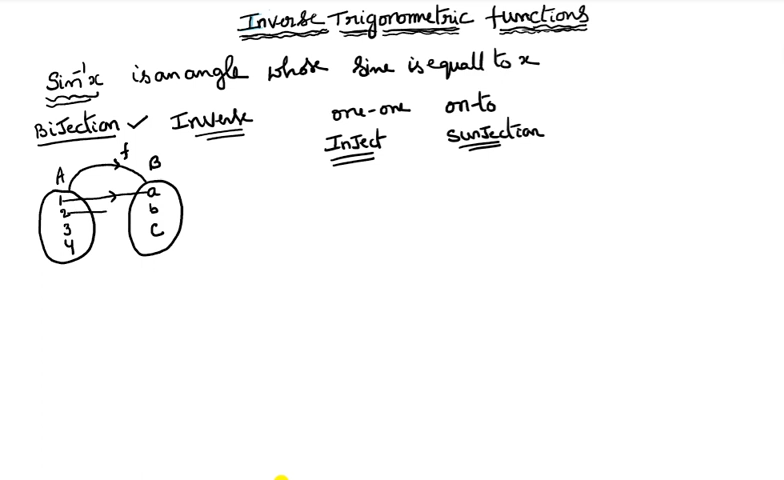 Inverse Trigonometric functions
Sin⁻¹x is an angle whose sine is equall to x
BiJection ✓ Inverse one-one on-to
InJect SurJection
f
A B
1 a
2 b
3 c
4